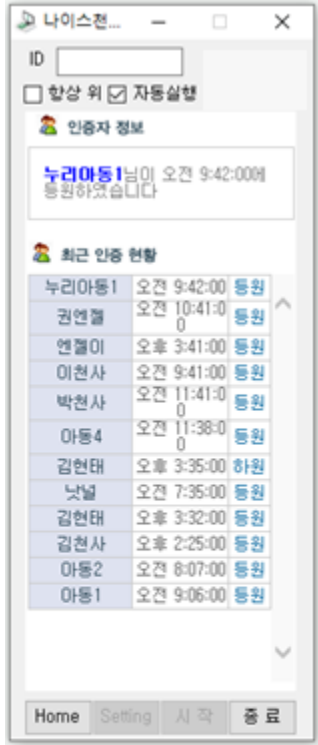 나이스천...
ID
항상 위 자동실행
인증자 정보
누리아동1님이 오전 9:42:00에
등원하였습니다
최근 인증 현황
누리아동1 오전 9:42:00 등원
권엔젤 오전 10:41:0
0 등원
엔젤이 오후 3:41:00 등원
이천사 오전 9:41:00 등원
박천사 오전 11:41:0
0 등원
아동4 오전 11:38:0
0 등원
김현태 오후 3:35:00 하원
낫널 오전 7:35:00 등원
김현태 오후 3:32:00 등원
김천사 오후 2:25:00 등원
아동2 오전 8:07:00 등원
아동1 오전 9:06:00 등원
Home Setting 시 작 종 료